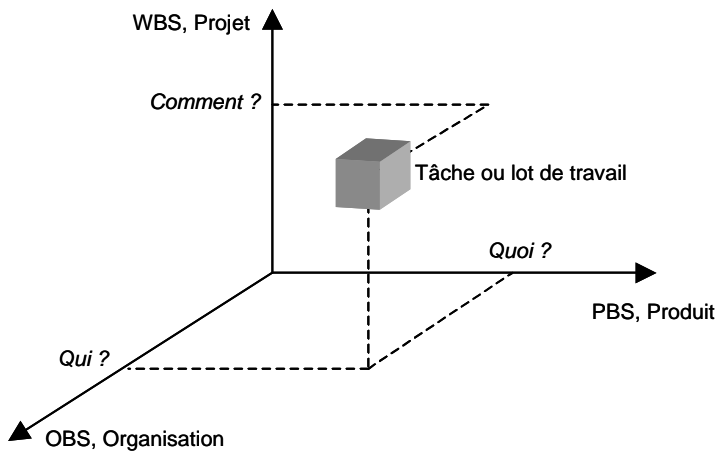 WBS, Projet
Comment ?
Tâche ou lot de travail
Quoi ?
PBS, Produit
Qui ?
OBS, Organisation